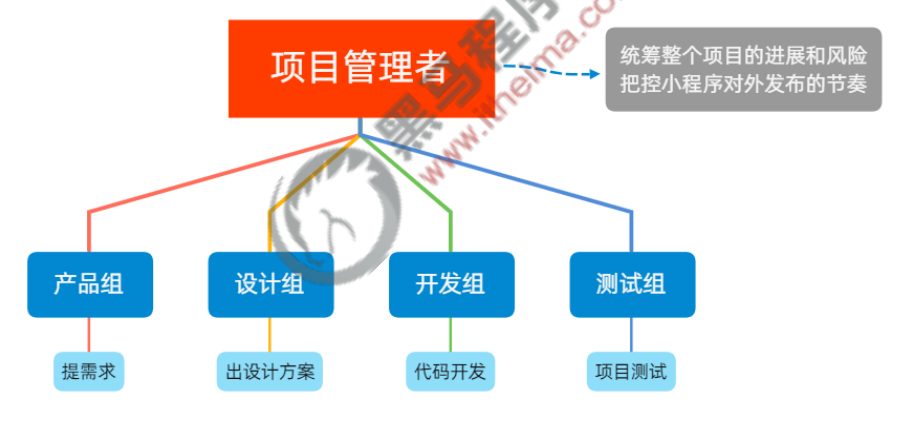 项目管理者
统筹整个项目的进展和风险
把控小程序对外发布的节奏
黑马程序
www.itheima.co
产品组
设计组
开发组
测试组
提需求
出设计方案
代码开发
项目测试